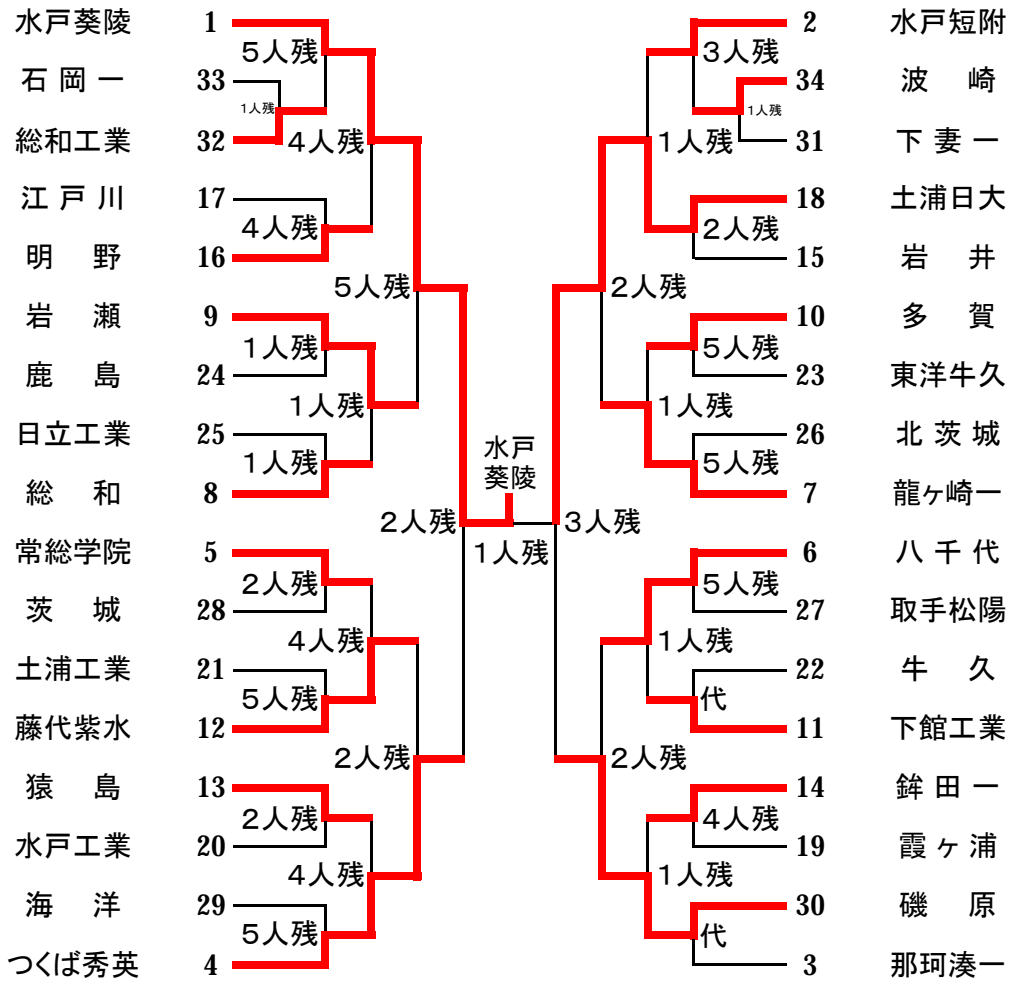 水戸葵陵 1
5人残
石岡一 33
1人残
総和工業 32
4人残
江戸川 17
4人残
明野 16
5人残
岩瀬 9
1人残
鹿島 24
1人残
日立工業 25
1人残
総和 8
2人残
常総学院 5
2人残
茨城 28
4人残
土浦工業 21
5人残
藤代紫水 12
2人残
猿島 13
2人残
水戸工業 20
4人残
海洋 29
5人残
つくば秀英 4
水戸
葵陵
1人残
2 水戸短附
3人残
34 波崎
1人残
31 下妻一
1人残
18 土浦日大
2人残
15 岩井
2人残
10 多賀
5人残
23 東洋牛久
1人残
26 北茨城
5人残
7 龍ヶ崎一
3人残
6 八千代
5人残
27 取手松陽
1人残
22 牛久
代
11 下館工業
2人残
14 鉾田一
4人残
19 霞ヶ浦
1人残
30 磯原
代
3 那珂湊一